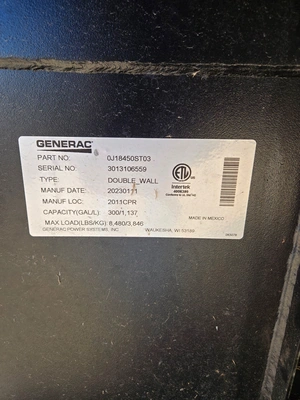 GENERAC
PART NO: 0J18450ST03
SERIAL NO: 3013106559
TYPE: DOUBLE_WALL
MANUF DATE: 20230111
MANUF LOC: 2011CPR
CAPACITY(GAL/L): 300/1,137
MAX LOAD(LBS/KG): 8,480/3,846
GENERAC POWER SYSTEMS, INC. WAUKESHA, WI 53189
ETL
Intertek
MADE IN MEXICO